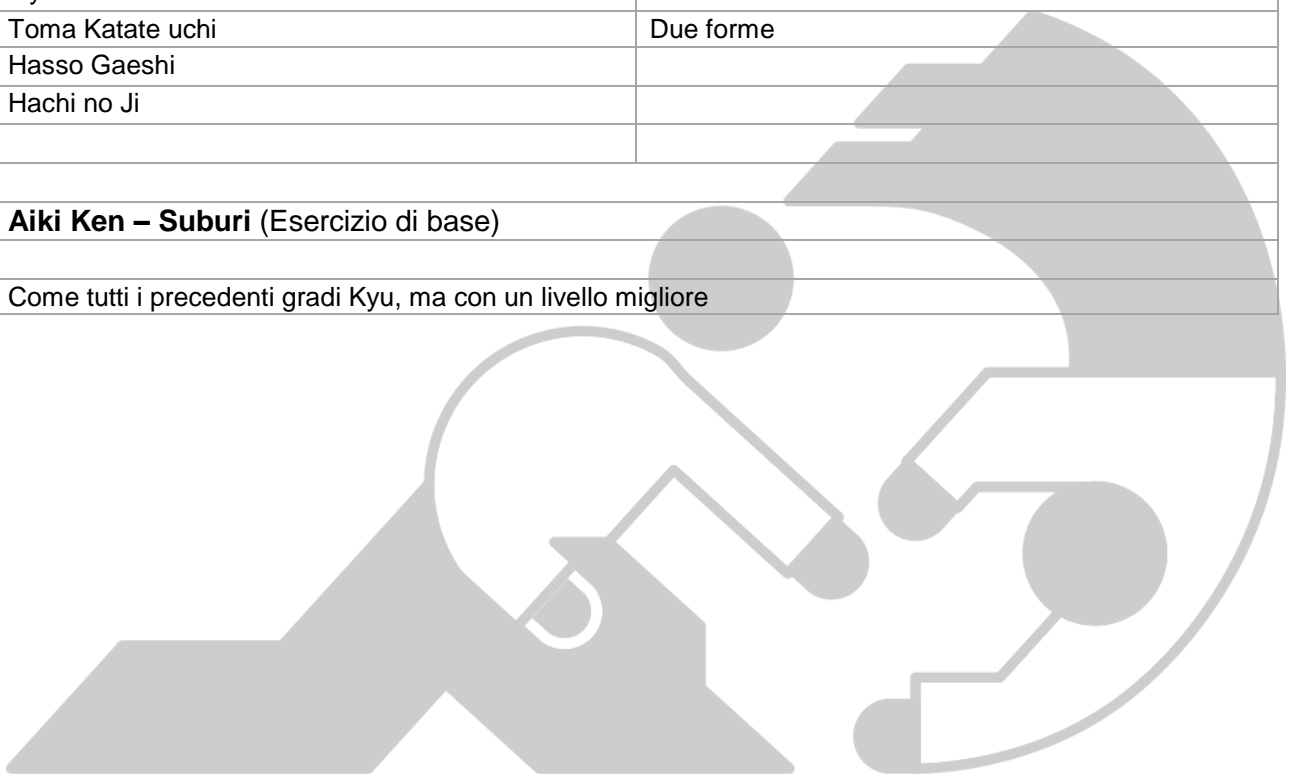 Toma Katate uchi Due forme
Hasso Gaeshi
Hachi no Ji
Aiki Ken – Suburi (Esercizio di base)
Come tutti i precedenti gradi Kyu, ma con un livello migliore